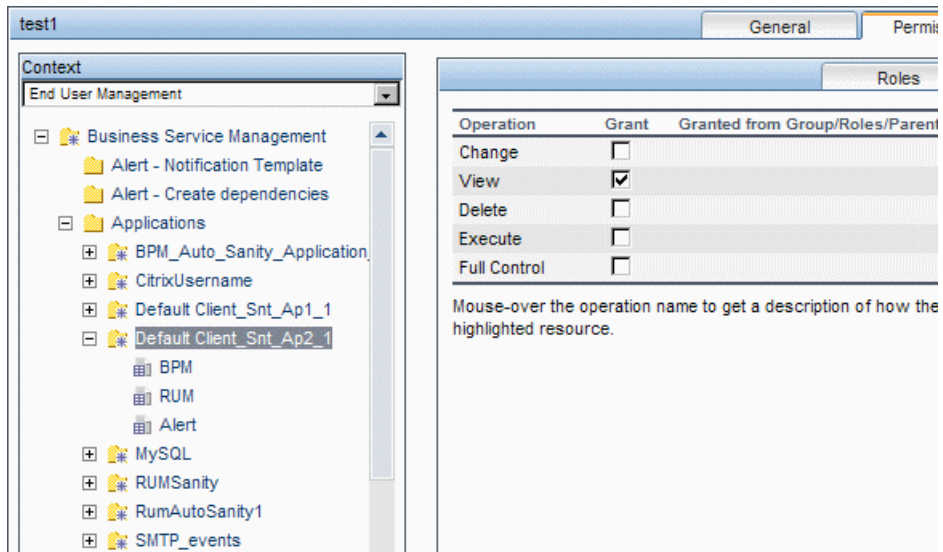 test1
General
Permis
Context
End User Management
Business Service Management
Alert - Notification Template
Alert - Create dependencies
Applications
BPM_Auto_Sanity_Application_
CitrixUsername
Default Client_Snt_Ap1_1
Default Client_Snt_Ap2_1
BPM
RUM
Alert
MySQL
RUMSanity
RumAutoSanity1
SMTP_events
Roles
Operation Grant Granted from Group/Roles/Parent
Change
View
Delete
Execute
Full Control
Mouse-over the operation name to get a description of how the
highlighted resource.